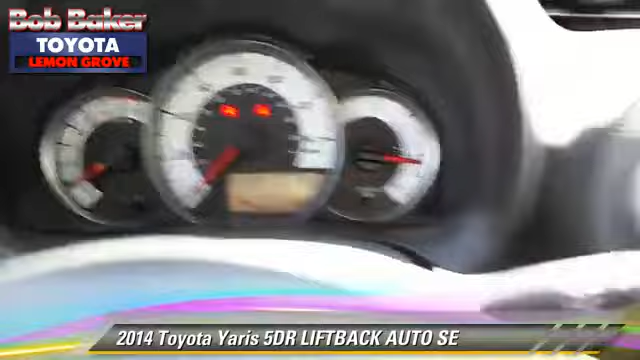 Bob Baker
TOYOTA
LEMON GROVE
2014 Toyota Yaris 5DR LIFTBACK AUTO SE